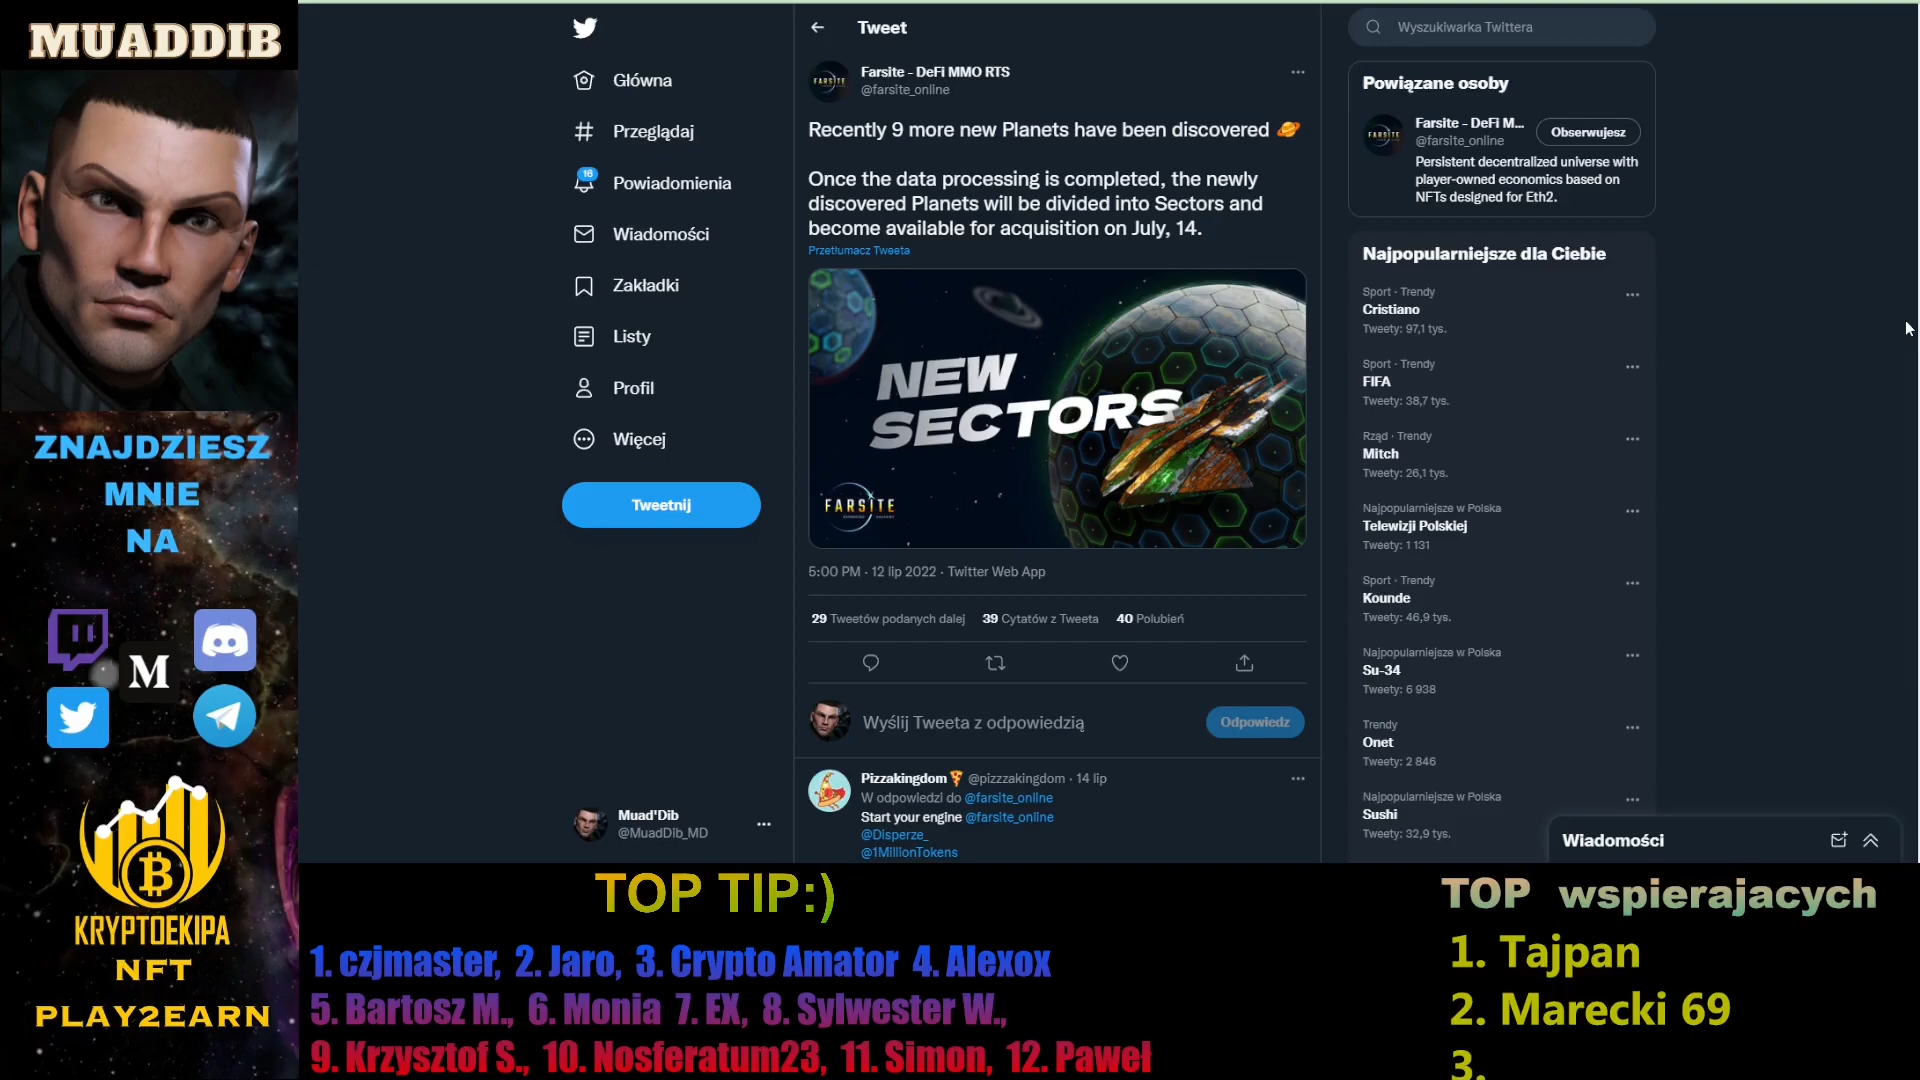 MUADDIB
ZNAJDZIESZ
MNIE
NA
M
KRYPTOEKIPA
NFT
PLAY2EARN
Główna
Przeglądaj
16
Powiadomienia
Wiadomości
Zakładki
Listy
Profil
Więcej
Tweetnij
Muad'Dib
@MuadDib_MD
Tweet
FARSITE
Farsite - DeFi MMO RTS
@farsite_online
Recently 9 more new Planets have been discovered 🪐
Once the data processing is completed, the newly
discovered Planets will be divided into Sectors and
become available for acquisition on July, 14.
Przetłumacz Tweeta
NEW
SECTORS
FARSITE
5:00 PM · 12 lip 2022 · Twitter Web App
29 Tweetów podanych dalej 39 Cytatów z Tweeta 40 Polubień
Wyślij Tweeta z odpowiedzią
Odpowiedz
Pizzakingdom 🍕 @pizzzakingdom · 14 lip
W odpowiedzi do @farsite_online
Start your engine @farsite_online
@Disperze_
@1MillionTokens
Wyszukiwarka Twittera
Powiązane osoby
FARSITE
Farsite - DeFi M...
@farsite_online
Obserwujesz
Persistent decentralized universe with
player-owned economics based on
NFTs designed for Eth2.
Najpopularniejsze dla Ciebie
Sport · Trendy
Cristiano
Tweety: 97,1 tys.
Sport · Trendy
FIFA
Tweety: 38,7 tys.
Rząd · Trendy
Mitch
Tweety: 26,1 tys.
Najpopularniejsze w Polska
Telewizji Polskiej
Tweety: 1 131
Sport · Trendy
Kounde
Tweety: 46,9 tys.
Najpopularniejsze w Polska
Su-34
Tweety: 6 938
Trendy
Onet
Tweety: 2 846
Najpopularniejsze w Polska
Sushi
Tweety: 32,9 tys.
Wiadomości
TOP TIP:)
1. czjmaster, 2. Jaro, 3. Crypto Amator 4. Alexox
5. Bartosz M., 6. Monia 7. EX, 8. Sylwester W.,
9. Krzysztof S., 10. Nosferatum23, 11. Simon, 12. Paweł
TOP wspierajacych
1. Tajpan
2. Marecki 69
3.